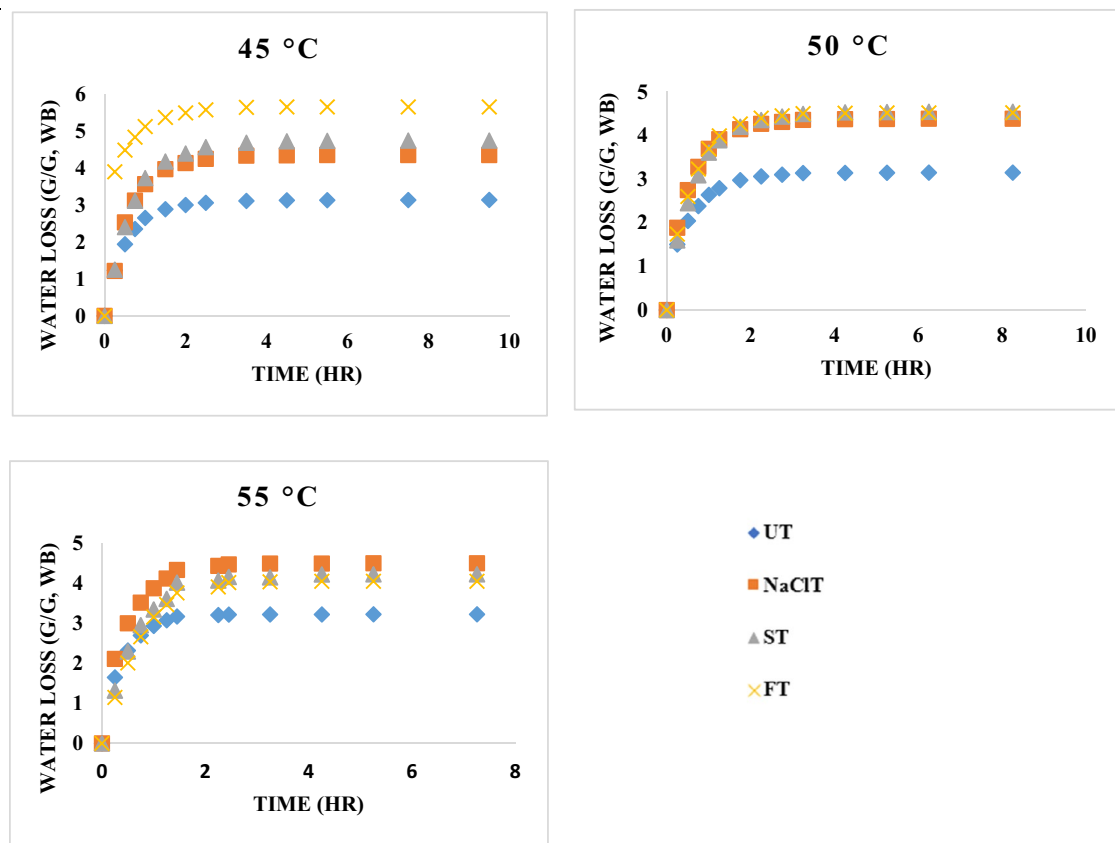 45 °C
WATER LOSS (G/G, WB)
6
5
4
3
2
1
0
0 2 4 6 8 10
TIME (HR)
50 °C
WATER LOSS (G/G, WB)
5
4
3
2
1
0
0 2 4 6 8 10
TIME (HR)
55 °C
WATER LOSS (G/G, WB)
5
4
3
2
1
0
0 2 4 6 8
TIME (HR)
UT
NaClT
ST
FT